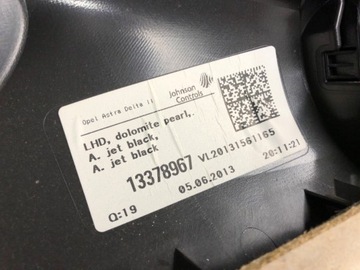 Opel Astra Delta II
Johnson
Controls
LHD, dolomite pearl,
A. jet black,
A. jet black
13378967 VL20131561165
05.06.2013 20:11:21
Q:19